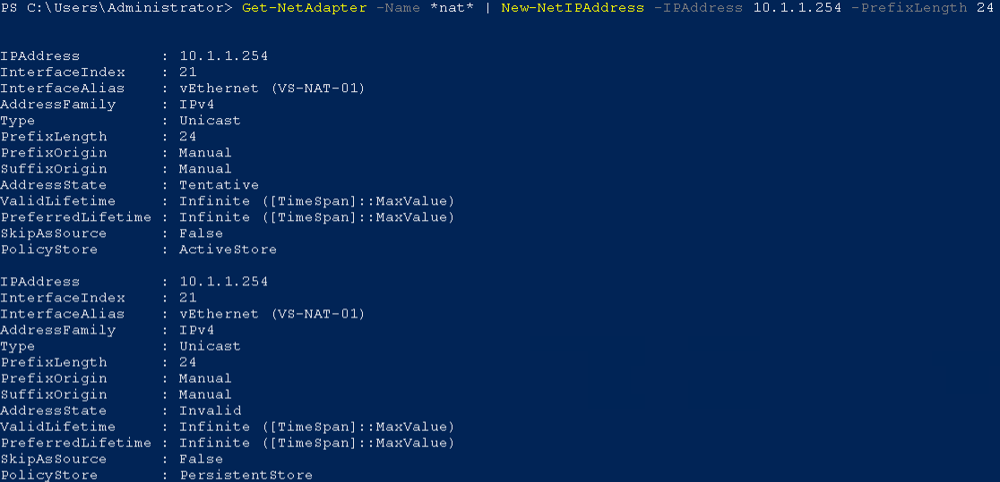 PS C:\Users\Administrator> Get-NetAdapter -Name *nat* | New-NetIPAddress -IPAddress 10.1.1.254 -PrefixLength 24
IPAddress : 10.1.1.254
InterfaceIndex : 21
InterfaceAlias : vEthernet (VS-NAT-01)
AddressFamily : IPv4
Type : Unicast
PrefixLength : 24
PrefixOrigin : Manual
SuffixOrigin : Manual
AddressState : Tentative
ValidLifetime : Infinite ([TimeSpan]::MaxValue)
PreferredLifetime : Infinite ([TimeSpan]::MaxValue)
SkipAsSource : False
PolicyStore : ActiveStore
IPAddress : 10.1.1.254
InterfaceIndex : 21
InterfaceAlias : vEthernet (VS-NAT-01)
AddressFamily : IPv4
Type : Unicast
PrefixLength : 24
PrefixOrigin : Manual
SuffixOrigin : Manual
AddressState : Invalid
ValidLifetime : Infinite ([TimeSpan]::MaxValue)
PreferredLifetime : Infinite ([TimeSpan]::MaxValue)
SkipAsSource : False
PolicyStore : PersistentStore